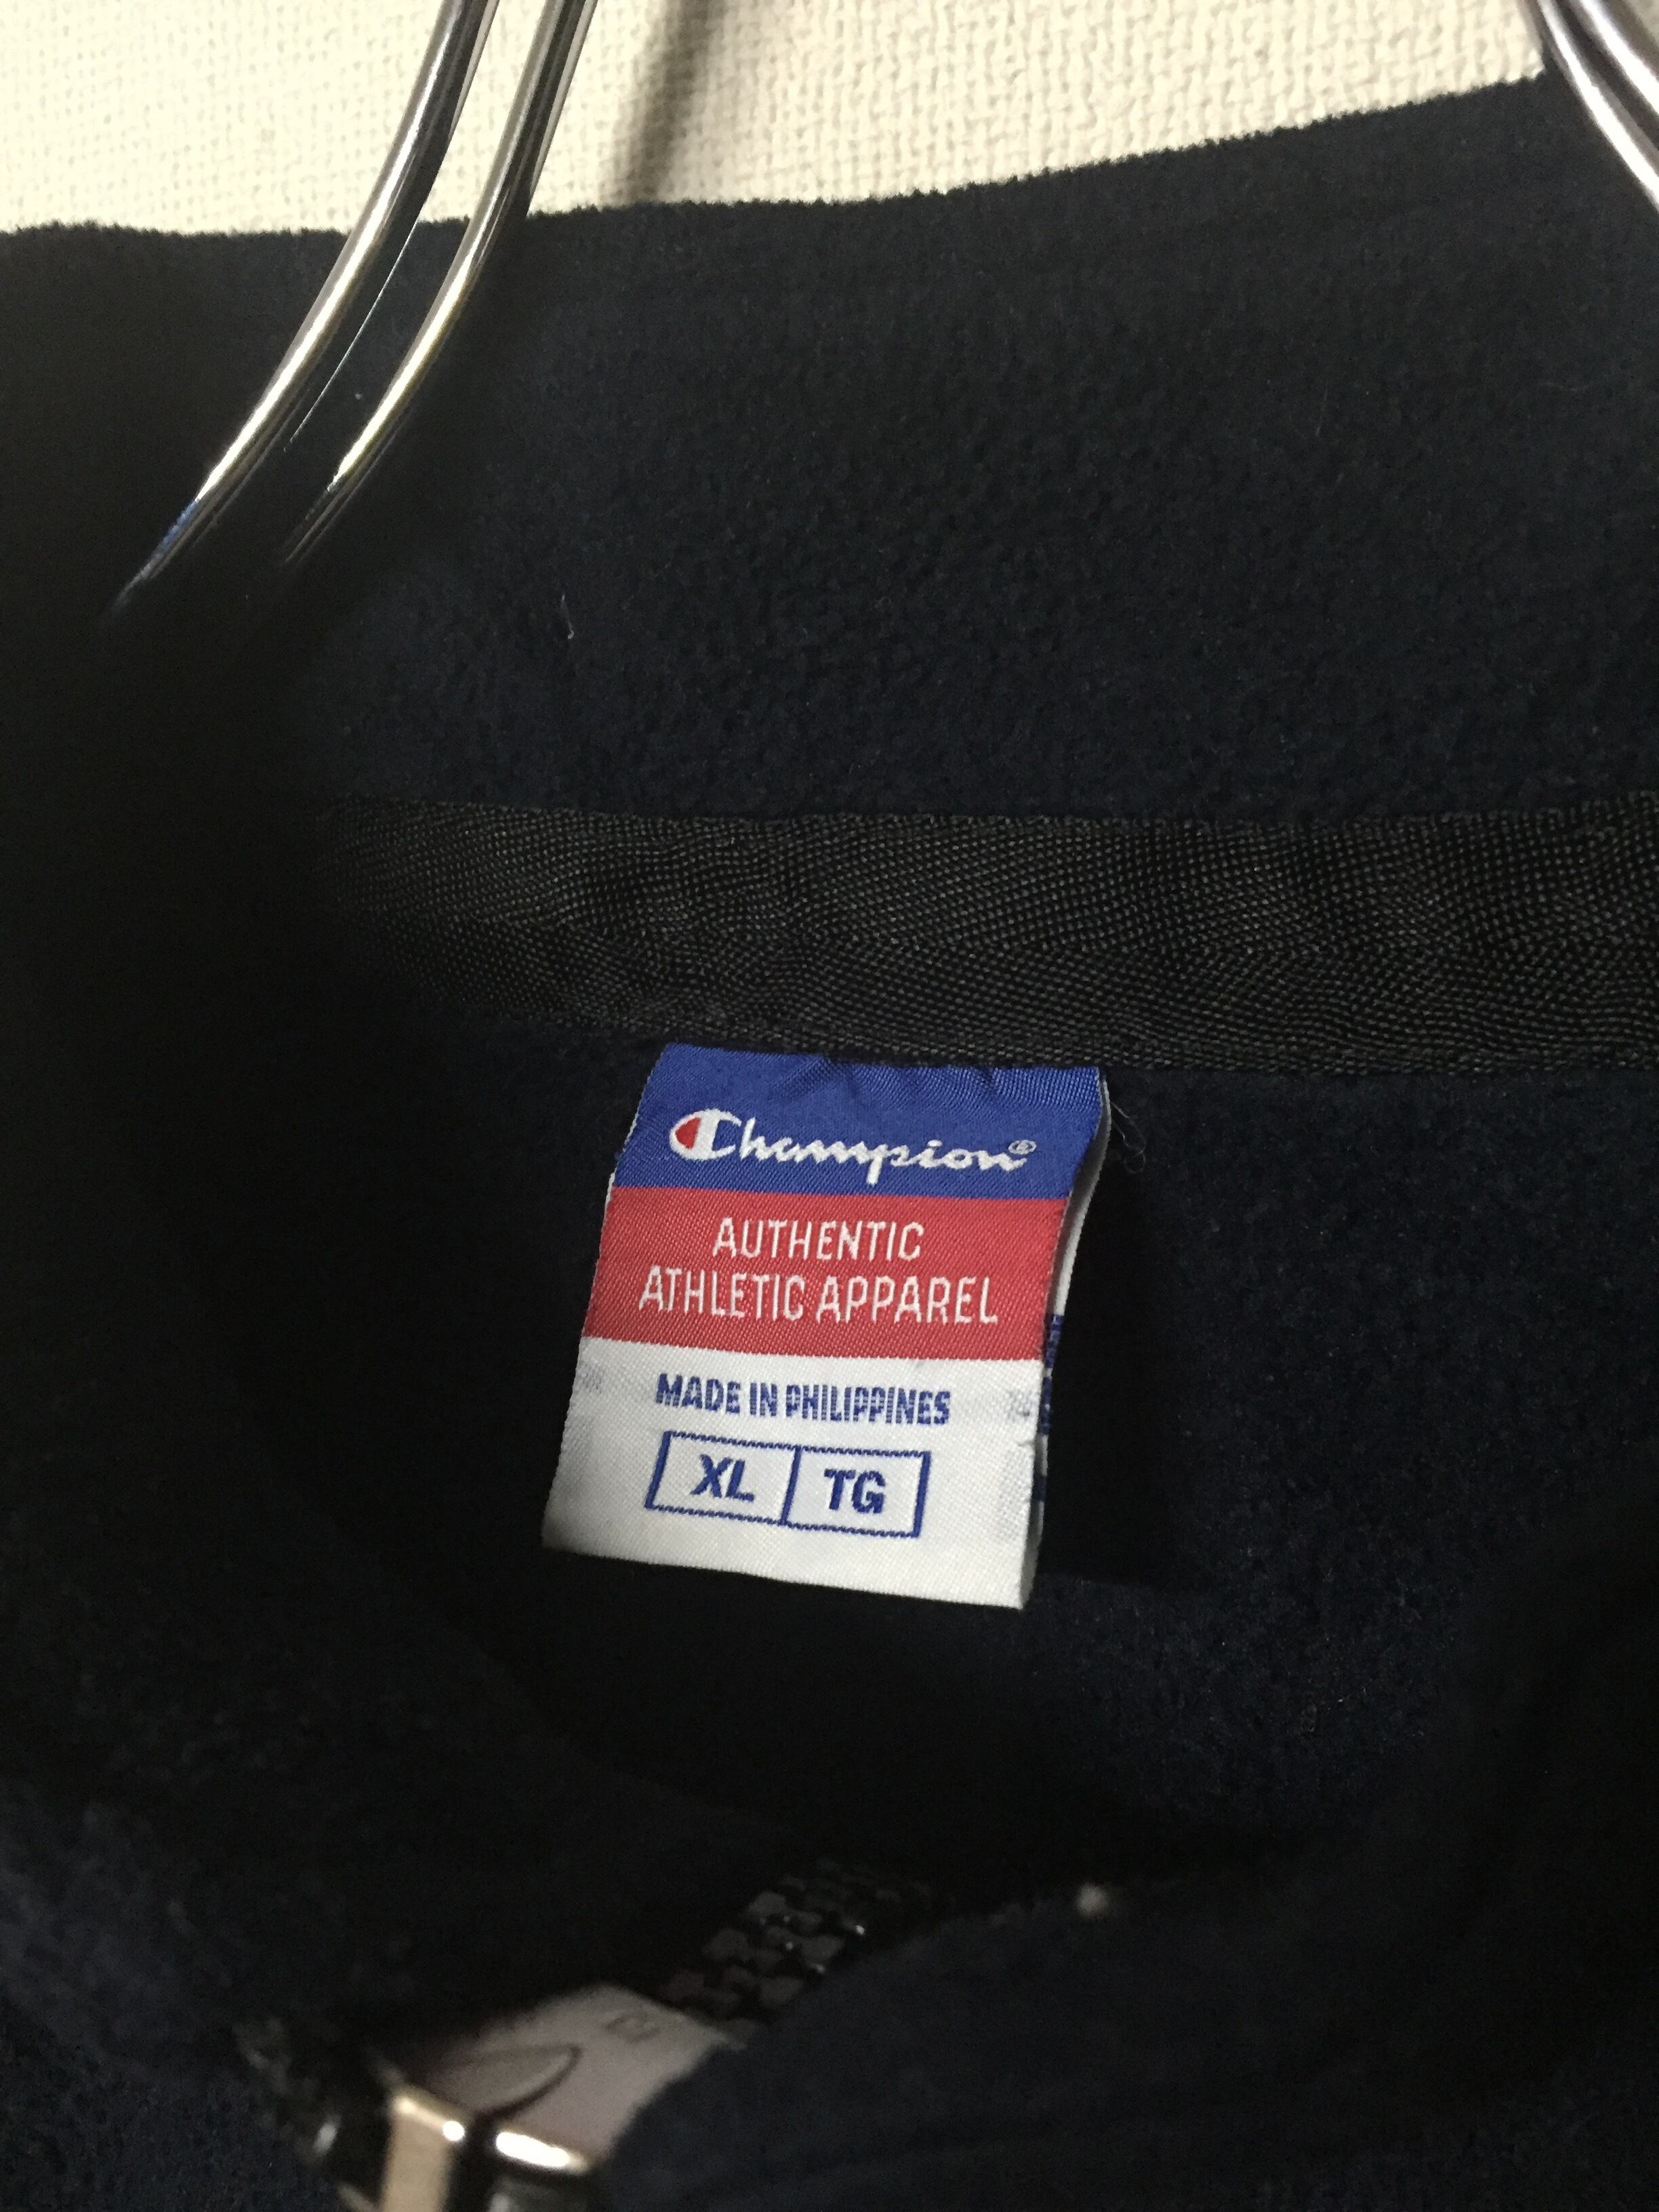 Champion®
AUTHENTIC
ATHLETIC APPAREL
MADE IN PHILIPPINES
XL TG